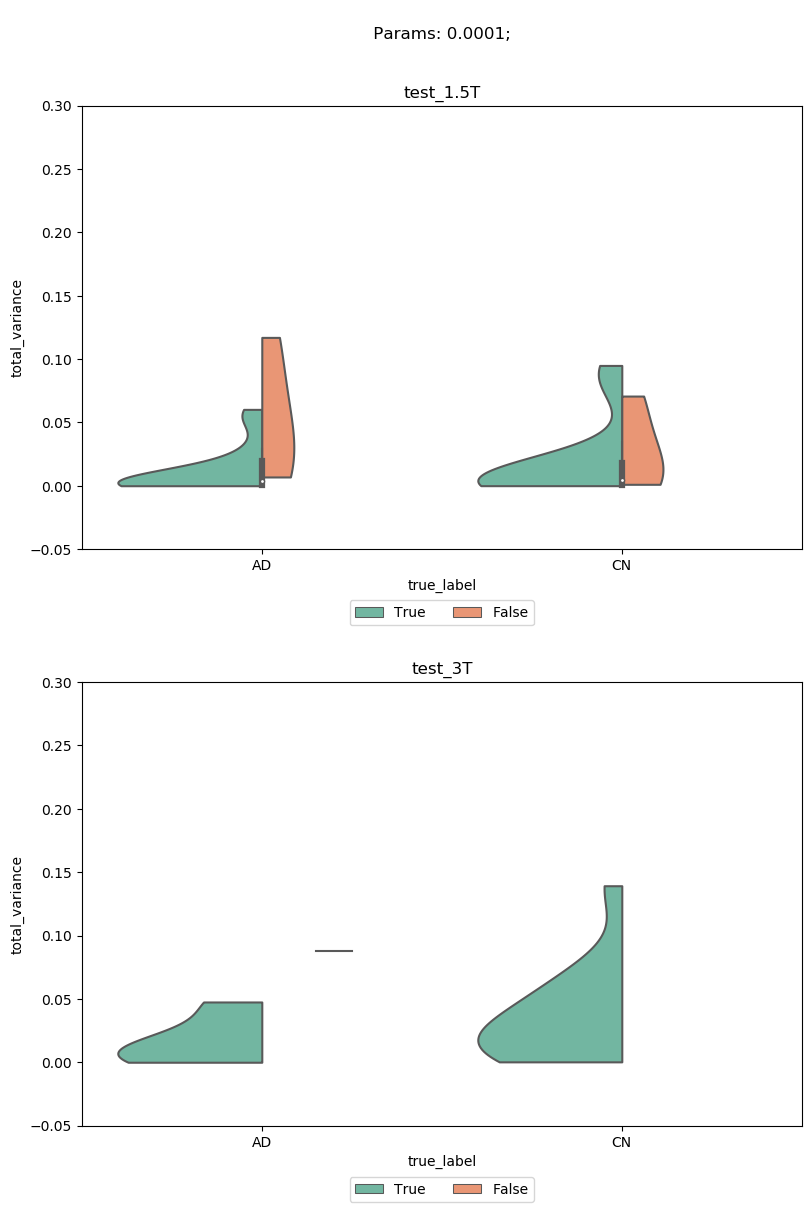 Params: 0.0001;
test_1.5T
0.30
0.25
0.20
0.15
0.10
0.05
0.00
−0.05
total_variance
AD
CN
true_label
True
False
test_3T
0.30
0.25
0.20
0.15
0.10
0.05
0.00
−0.05
total_variance
AD
CN
true_label
True
False